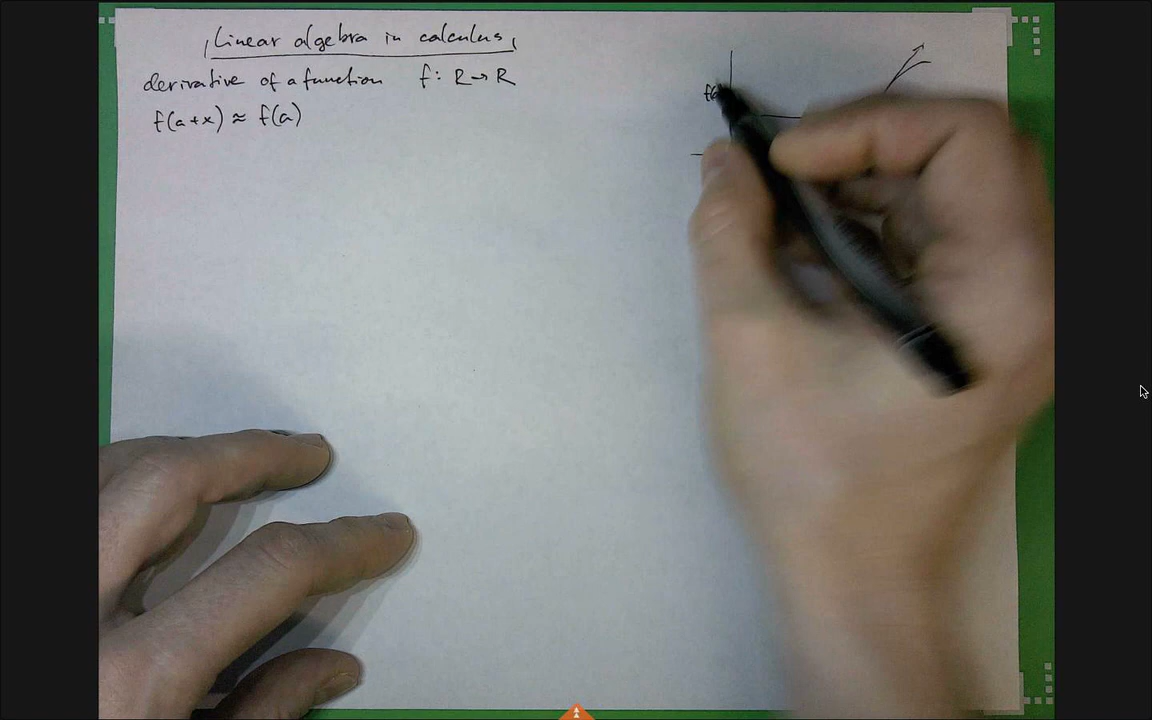 Linear algebra in calculus
derivative of a function f: R→R
f(a+x) ≈ f(a)